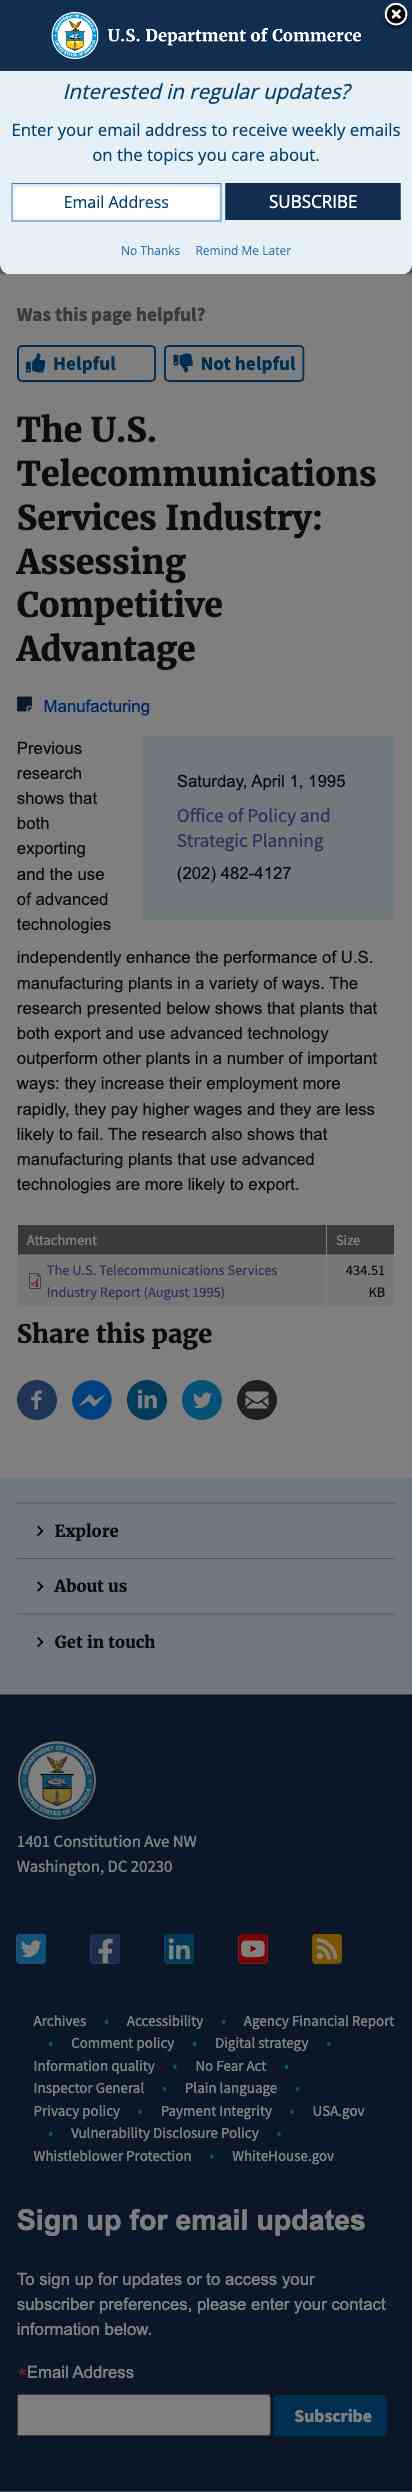 U.S. Department of Commerce
Interested in regular updates?
Enter your email address to receive weekly emails
on the topics you care about.
Email Address
SUBSCRIBE
No Thanks Remind Me Later
Was this page helpful?
Helpful
Not helpful
The U.S.
Telecommunications
Services Industry:
Assessing
Competitive
Advantage
Manufacturing
Saturday, April 1, 1995
Office of Policy and
Strategic Planning
(202) 482-4127
Previous
research
shows that
both
exporting
and the use
of advanced
technologies
independently enhance the performance of U.S.
manufacturing plants in a variety of ways. The
research presented below shows that plants that
both export and use advanced technology
outperform other plants in a number of important
ways: they increase their employment more
rapidly, they pay higher wages and they are less
likely to fail. The research also shows that
manufacturing plants that use advanced
technologies are more likely to export.
Attachment Size
The U.S. Telecommunications Services
Industry Report (August 1995)
434.51
KB
Share this page
Explore
About us
Get in touch
1401 Constitution Ave NW
Washington, DC 20230
Archives • Accessibility • Agency Financial Report
• Comment policy • Digital strategy •
Information quality • No Fear Act •
Inspector General • Plain language •
Privacy policy • Payment Integrity • USA.gov
• Vulnerability Disclosure Policy •
Whistleblower Protection • WhiteHouse.gov
Sign up for email updates
To sign up for updates or to access your
subscriber preferences, please enter your contact
information below.
*Email Address
Subscribe